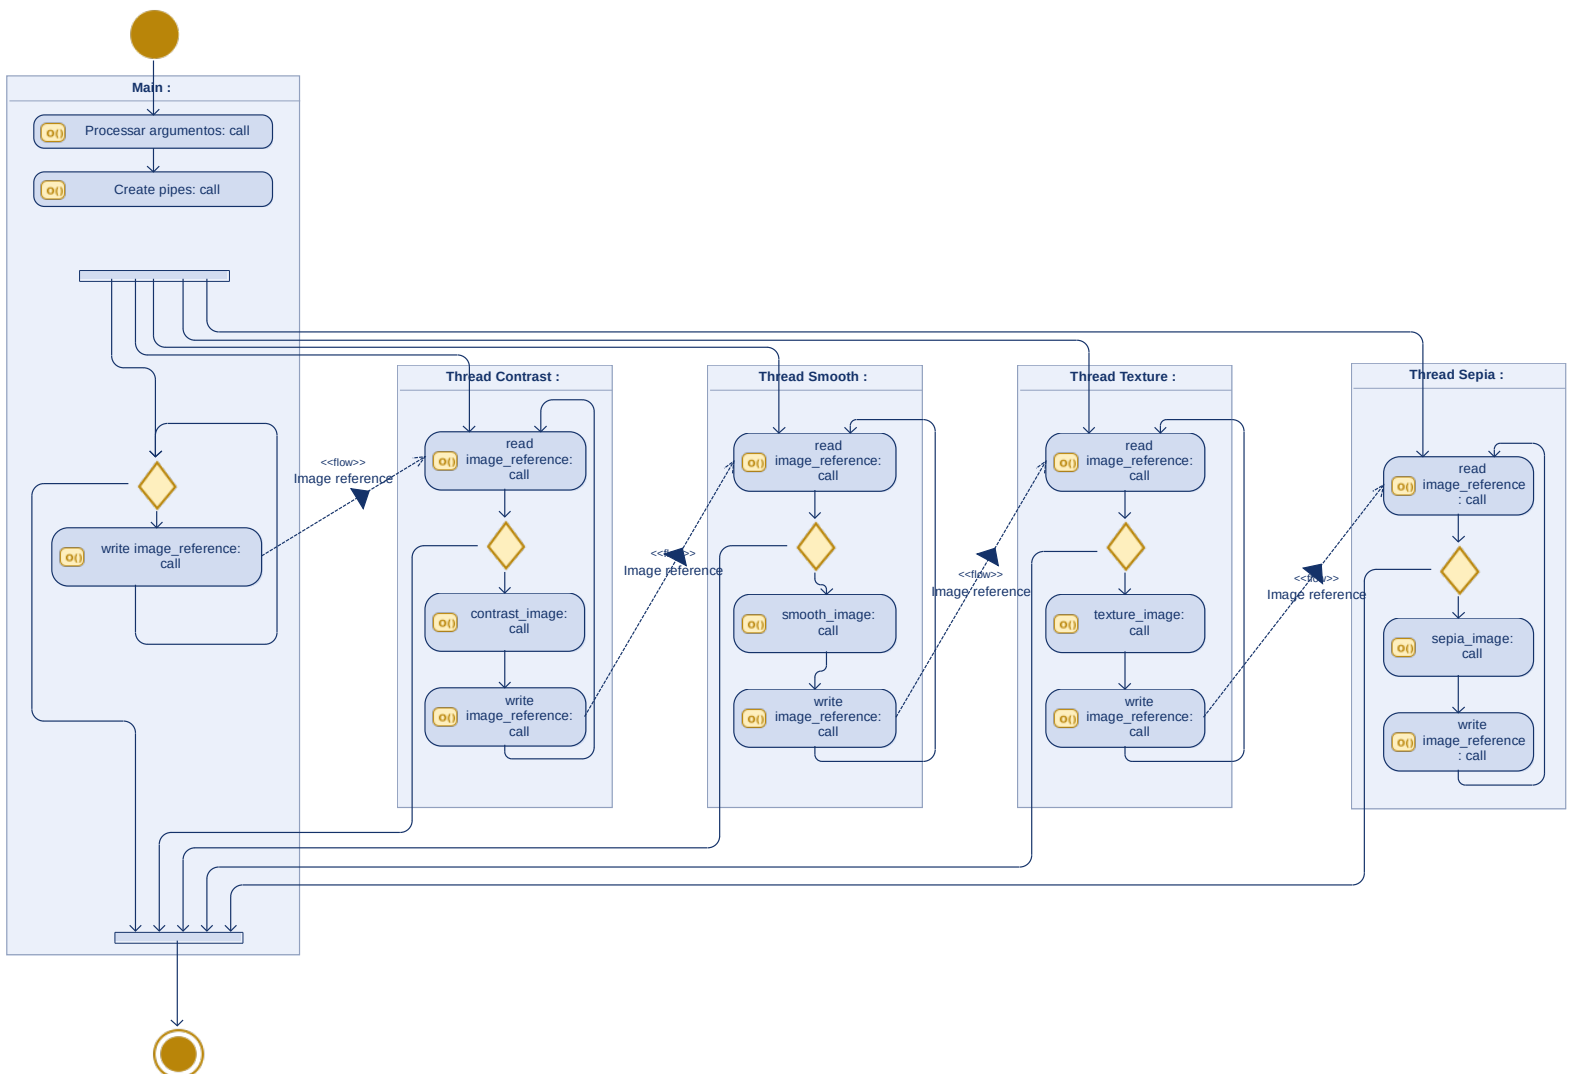 Main :
Processar argumentos: call
Create pipes: call
<<flow>>
Image reference
write image_reference:
call
Thread Contrast :
read
image_reference:
call
contrast_image:
call
write
image_reference:
call
<<flow>>
Image reference
Thread Smooth :
read
image_reference:
call
smooth_image:
call
write
image_reference:
call
<<flow>>
Image reference
Thread Texture :
read
image_reference:
call
texture_image:
call
write
image_reference:
call
<<flow>>
Image reference
Thread Sepia :
read
image_reference
: call
sepia_image:
call
write
image_reference
: call